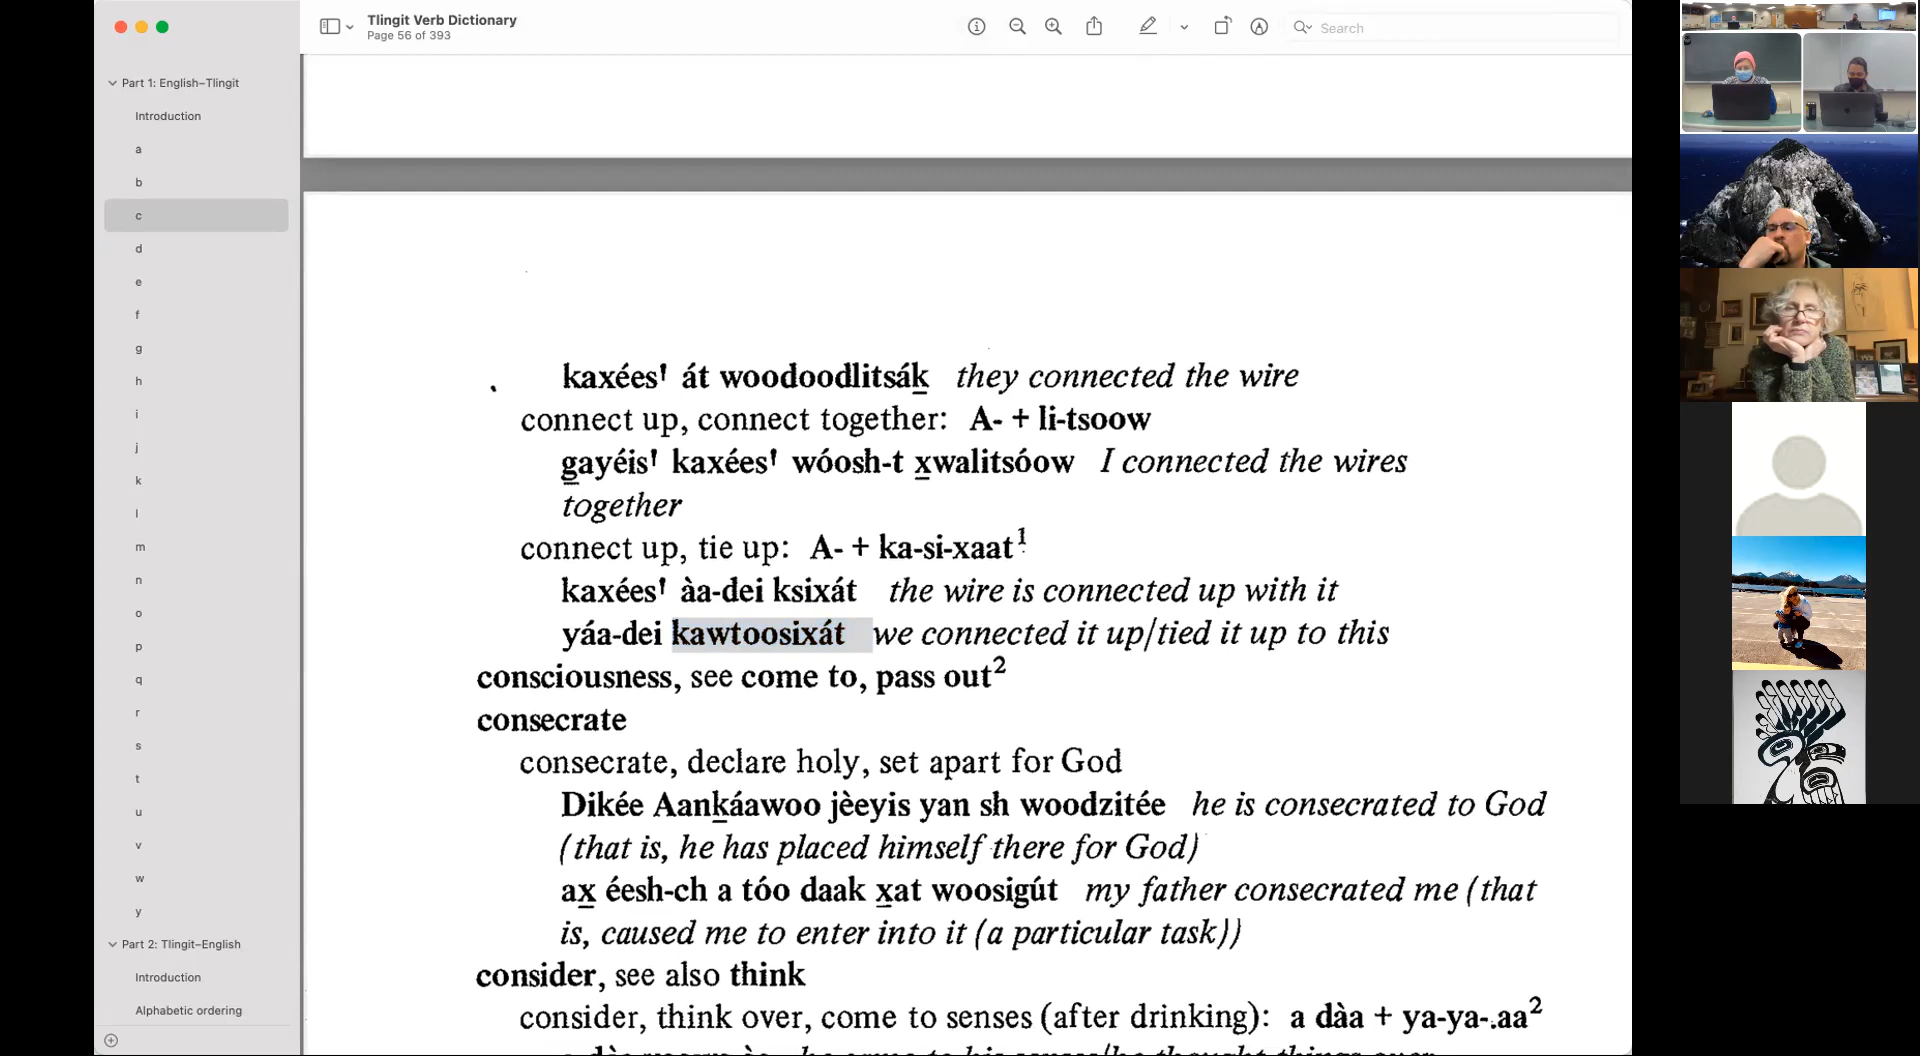 Tlingit Verb Dictionary
Page 56 of 393
Search
Part 1: English–Tlingit
Introduction
a
b
c
d
e
f
g
h
i
j
k
l
m
n
o
p
q
r
s
t
u
v
w
y
Part 2: Tlingit–English
Introduction
Alphabetic ordering
kaxées' át woodoodlitsáḵ they connected the wire
connect up, connect together: A- + li-tsoow
g̲ayéis' kaxées' wóosh-t x̲walitsóow I connected the wires
together
connect up, tie up: A- + ka-si-xaat¹
kaxées' àa-dei ksixát the wire is connected up with it
yáa-dei kawtoosixát we connected it up/tied it up to this
consciousness, see come to, pass out²
consecrate
consecrate, declare holy, set apart for God
Dikée Aanḵáawoo jèeyis yan sh woodzitée he is consecrated to God
(that is, he has placed himself there for God)
ax̲ éesh-ch a tóo daak x̲at woosigút my father consecrated me (that
is, caused me to enter into it (a particular task))
consider, see also think
consider, think over, come to senses (after drinking): a dàa + ya-ya-.aa²